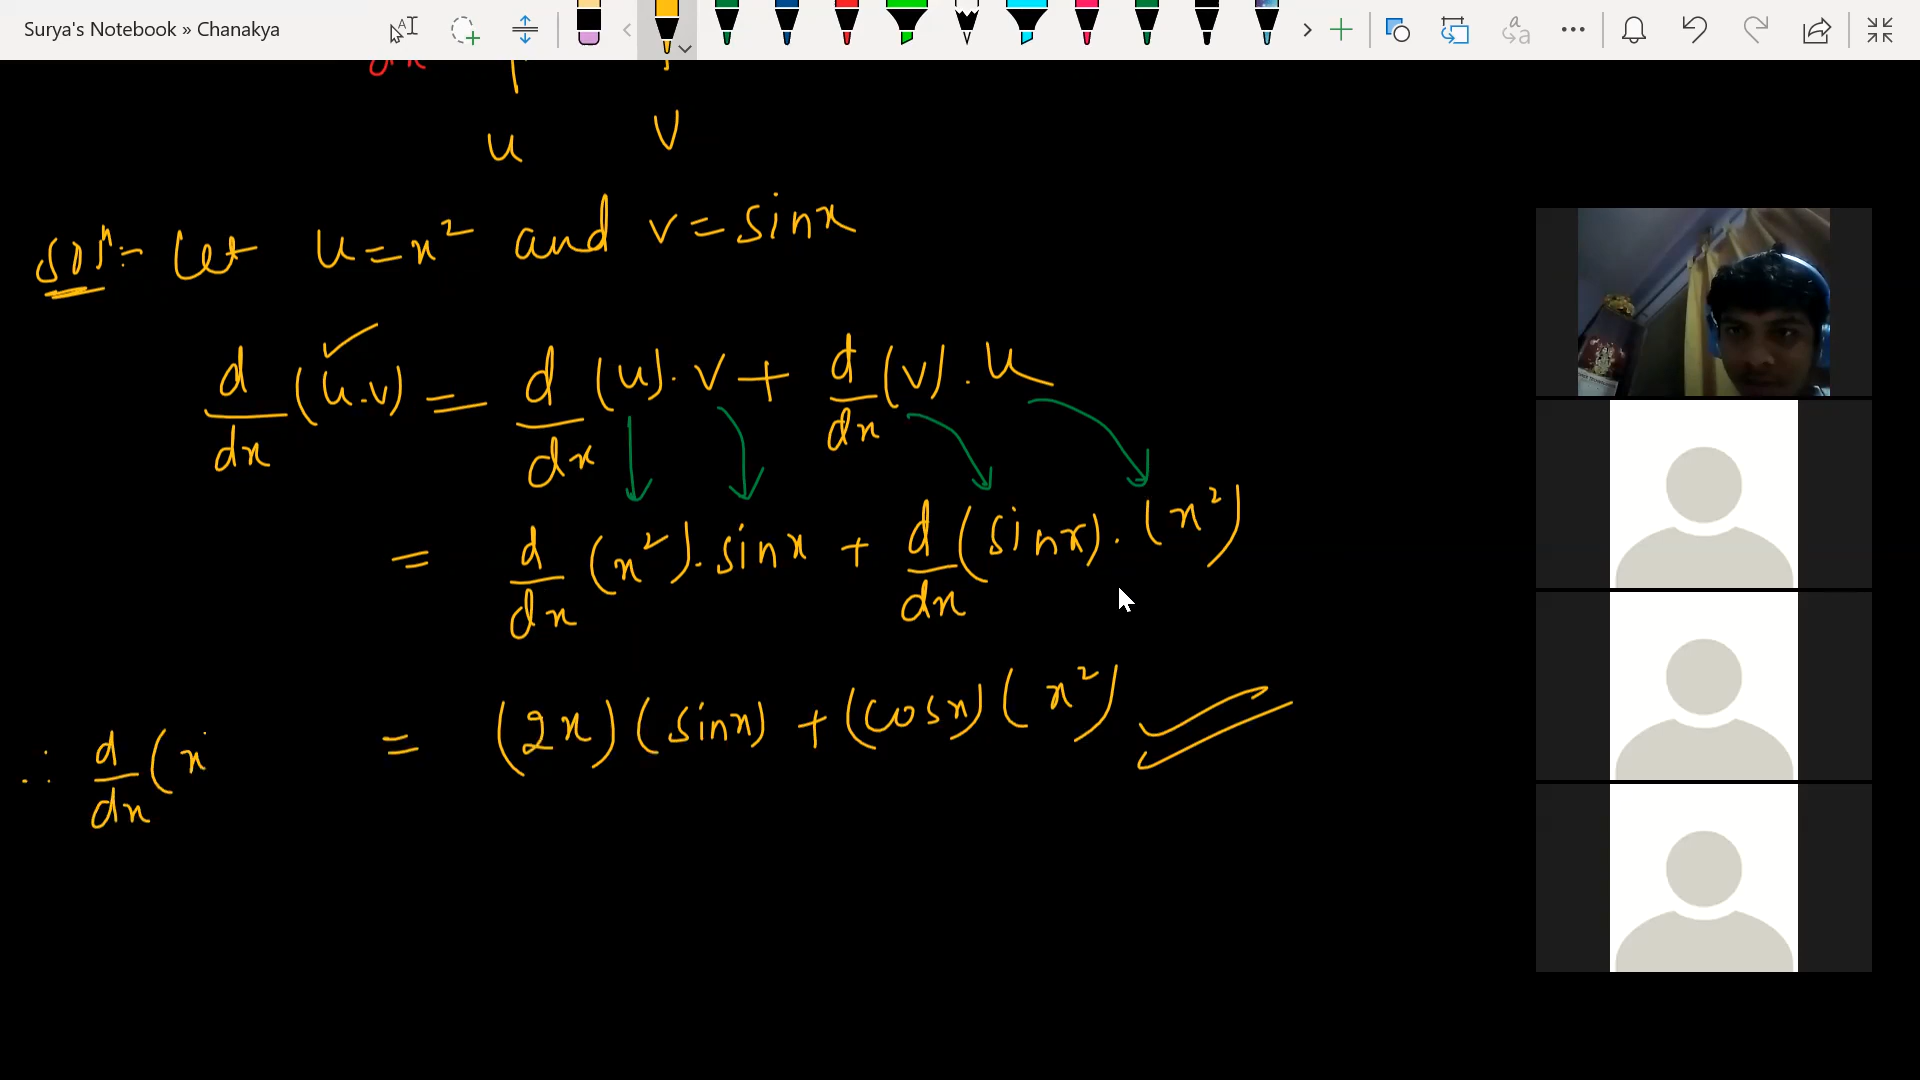 Surya's Notebook » Chanakya
dx
u v
Solⁿ:- Let u = x² and v = sinx
d/dx (u.v) = d/dx (u). v + d/dx (v). u
= d/dx (x²). sinx + d/dx (sinx). (x²)
∴ d/dx (x = (2x)(sinx) + (cosx)(x²)